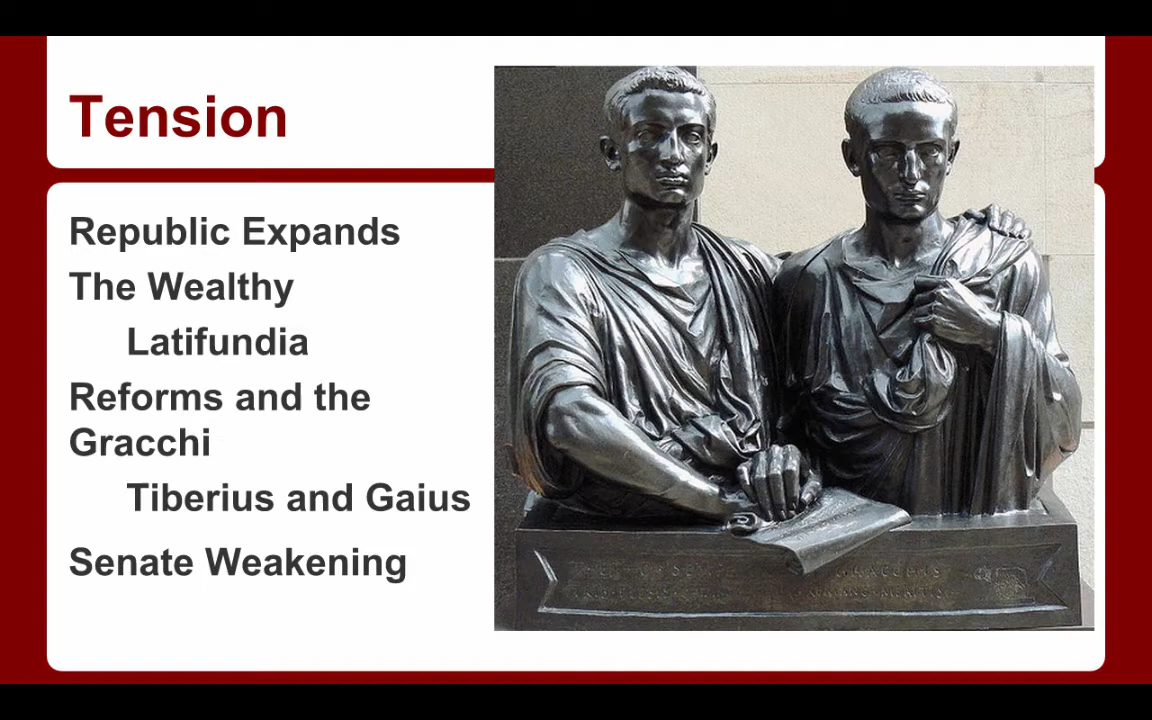 Tension
Republic Expands
The Wealthy
Latifundia
Reforms and the
Gracchi
Tiberius and Gaius
Senate Weakening